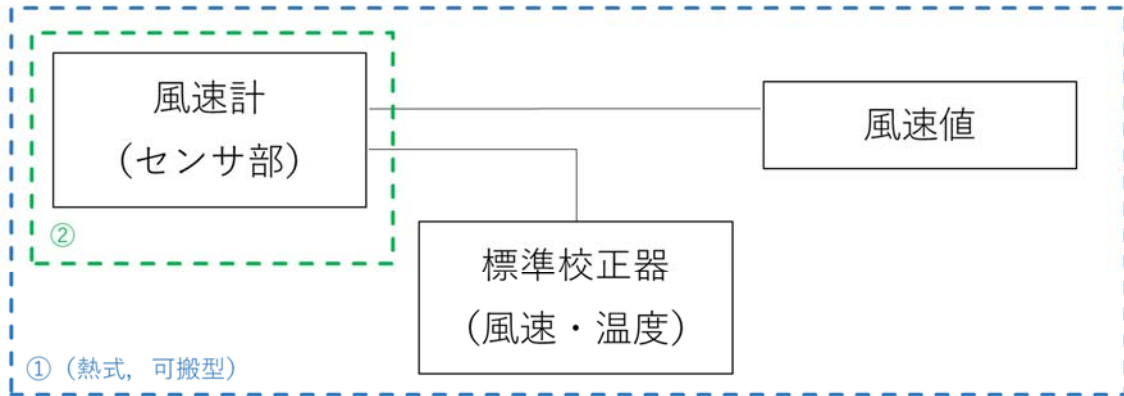 風速計
（センサ部）
風速値
②
標準校正器
（風速・温度）
①（熱式，可搬型）